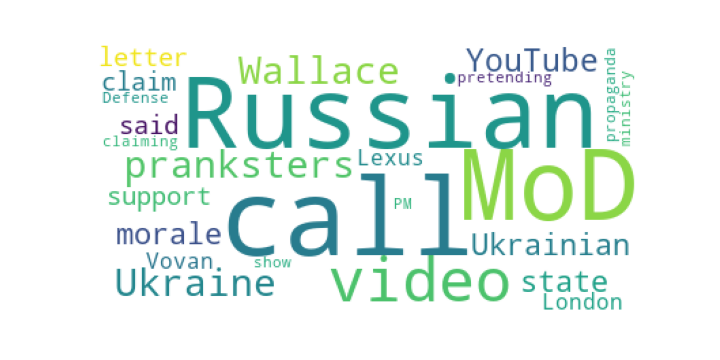 letter
Wallace
YouTube
claim
pretending
Defense
Russian
propaganda
ministry
said
claiming
pranksters
Lexus
MoD
support
call
PM
morale
Ukrainian
Vovan
show
Ukraine
video
state
London